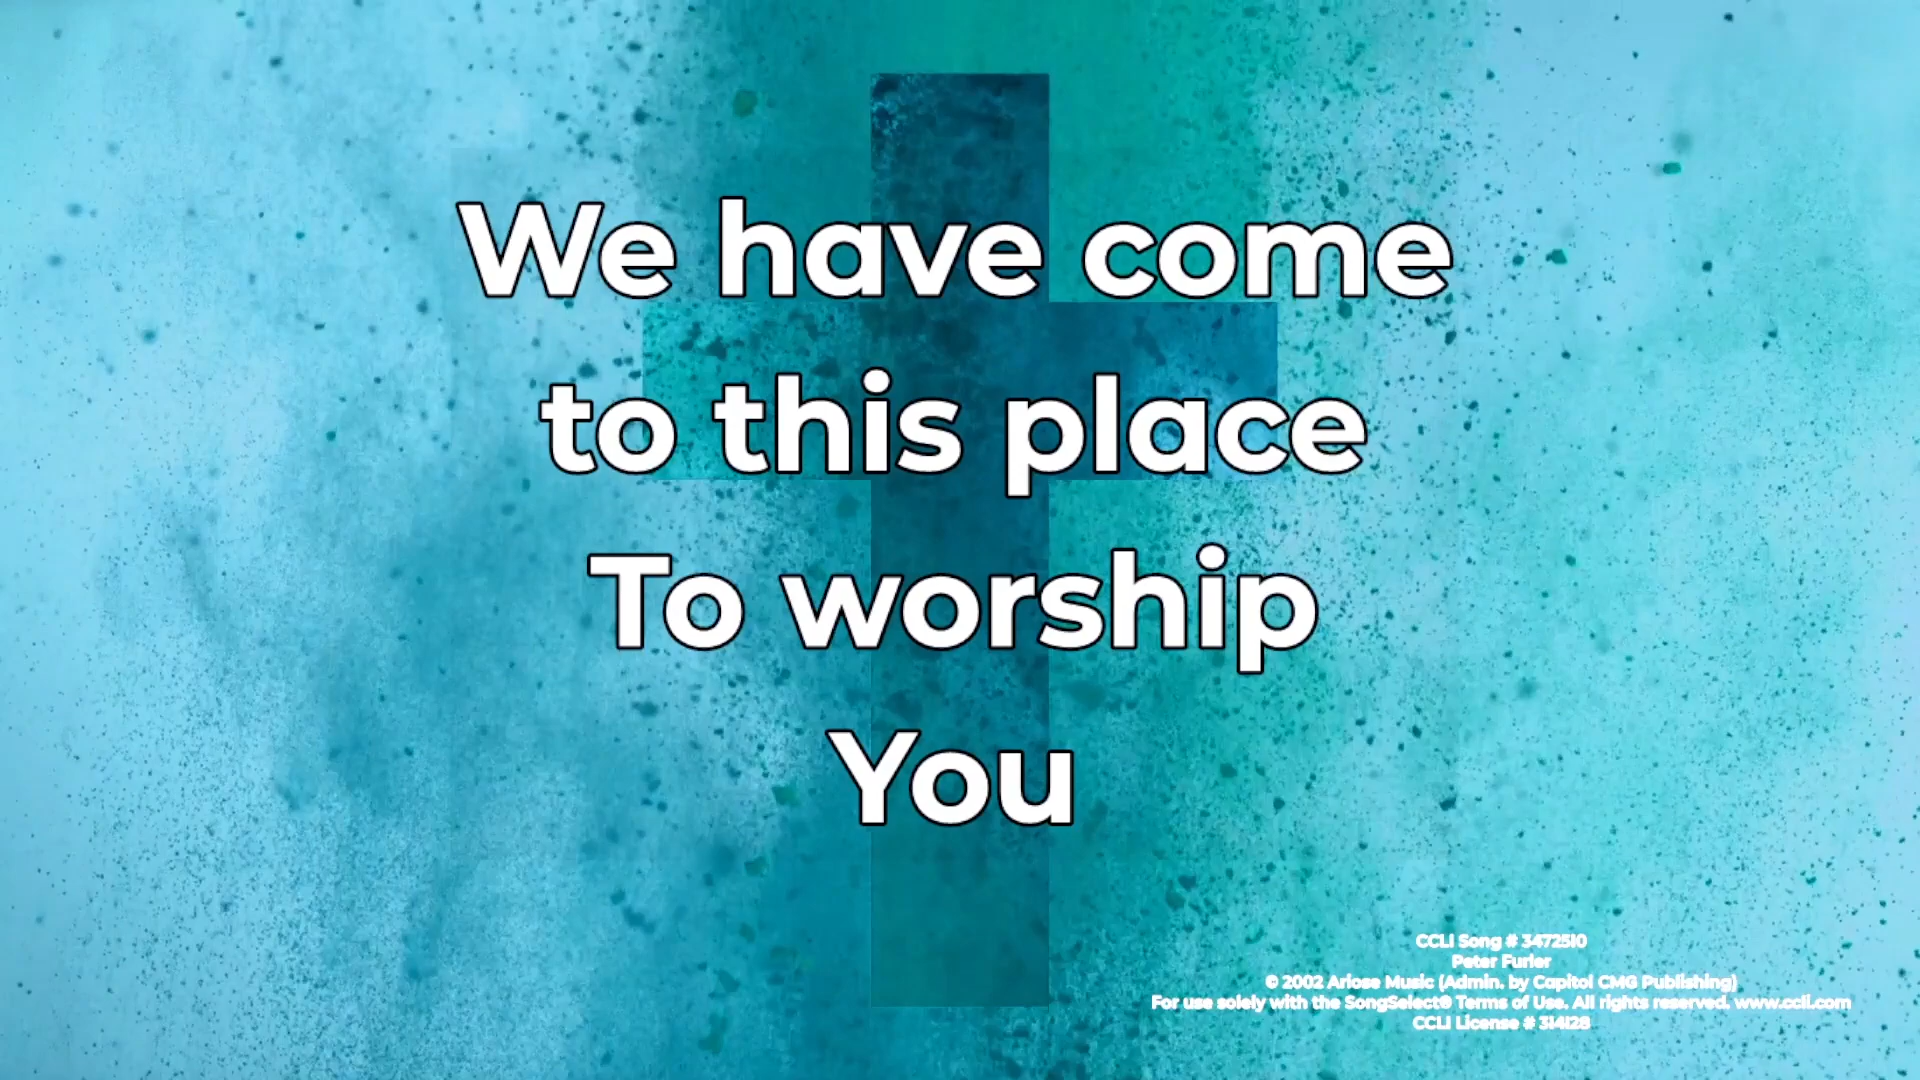 We have come
to this place
To worship
You
CCLI Song # 3472510
Peter Furler
© 2002 Ariose Music (Admin. by Capitol CMG Publishing)
For use solely with the SongSelect® Terms of Use. All rights reserved. www.ccli.com
CCLI License # 314128